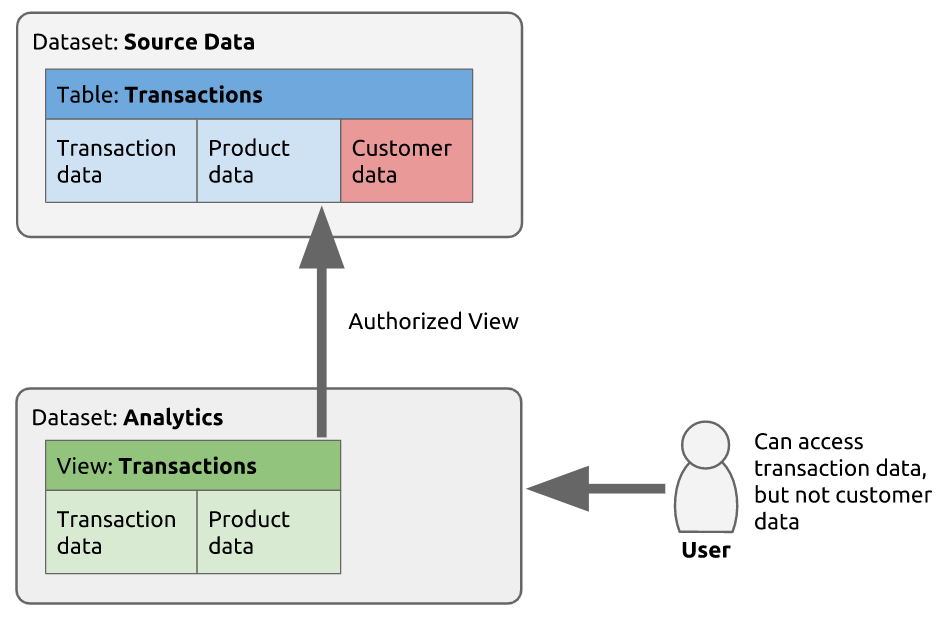 Dataset: Source Data
Table: Transactions
Transaction
data
Product
data
Customer
data
Authorized View
Dataset: Analytics
View: Transactions
Transaction
data
Product
data
Can access
transaction data,
but not customer
data
User